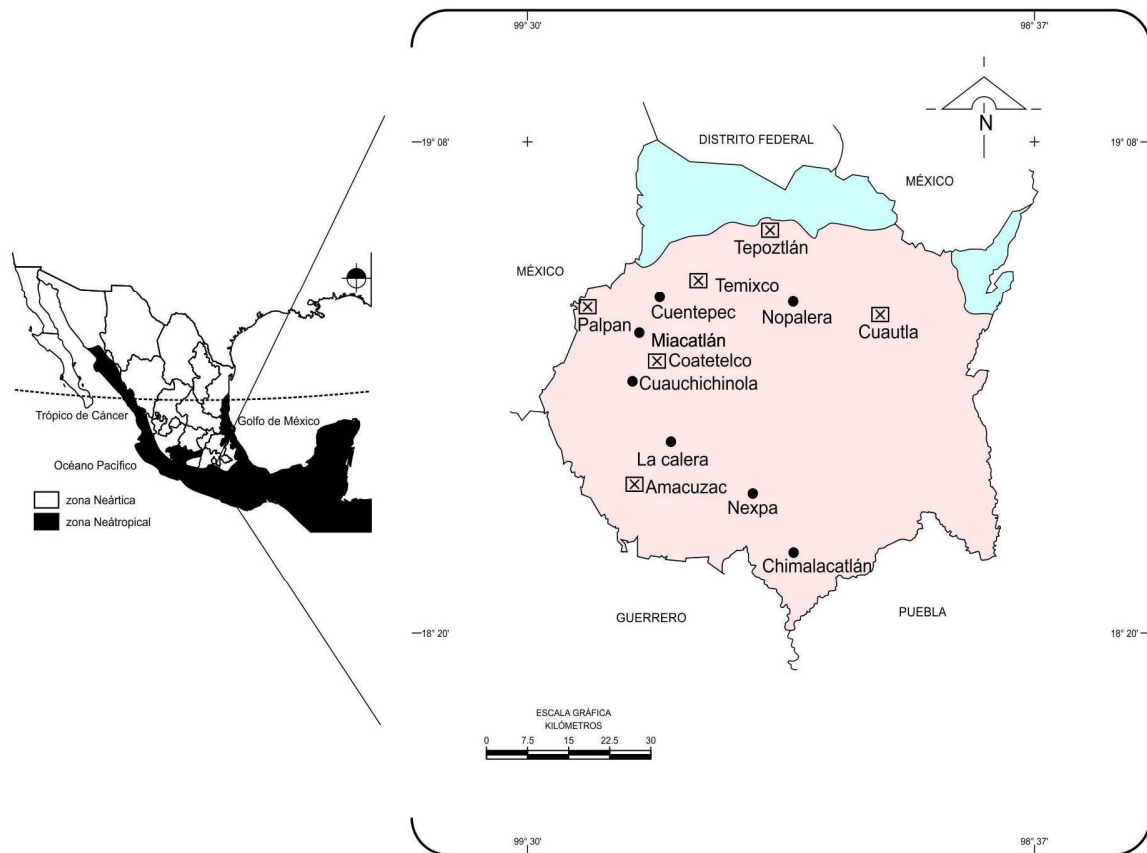 Trópico de Cáncer
Golfo de México
Océano Pacífico
zona Neártica
zona Neátropical
99° 30'
98° 37'
19° 08'
19° 08'
N
DISTRITO FEDERAL
MÉXICO
Tepoztlán
MÉXICO
Temixco
Cuentepec
Nopalera
Palpan
Cuautla
Miacatlán
Coatetelco
Cuauchichinola
La calera
Amacuzac
Nexpa
Chimalacatlán
GUERRERO
PUEBLA
18° 20'
18° 20'
ESCALA GRÁFICA
KILÓMETROS
0 7.5 15 22.5 30
99° 30'
98° 37'